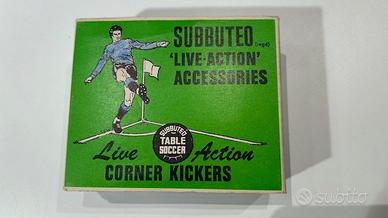 SUBBUTEO (regd)
'LIVE-ACTION'
ACCESSORIES
SUBBUTEO
TABLE
SOCCER
Live Action
CORNER KICKERS
subito